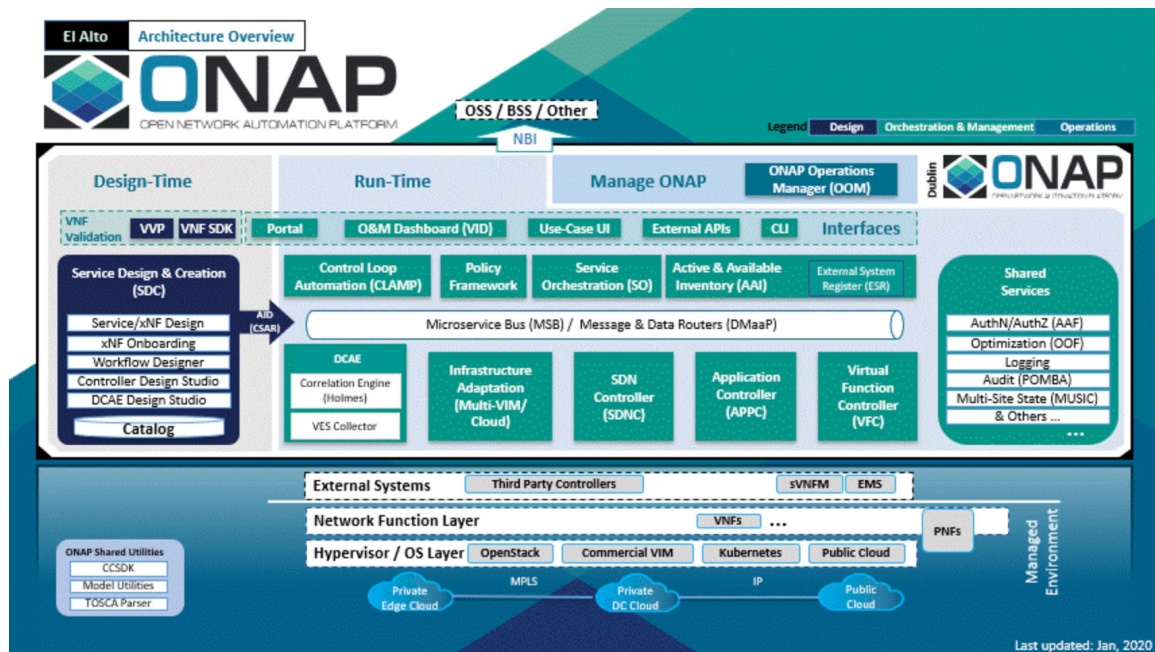 El Alto
Architecture Overview
ONAP
OPEN NETWORK AUTOMATION PLATFORM
OSS / BSS / Other
NBI
Legend
Design
Orchestration & Management
Operations
Design-Time
Run-Time
Manage ONAP
ONAP Operations
Manager (OOM)
Dublin
ONAP
OPEN NETWORK AUTOMATION PLATFORM
VNF
Validation
VVP
VNF SDK
Portal
O&M Dashboard (VID)
Use-Case UI
External APIs
CLI
Interfaces
Service Design & Creation
(SDC)
Service/xNF Design
xNF Onboarding
Workflow Designer
Controller Design Studio
DCAE Design Studio
Catalog
AID
(CSAR)
Control Loop
Automation (CLAMP)
Policy
Framework
Service
Orchestration (SO)
Active & Available
Inventory (AAI)
External System
Register (ESR)
Microservice Bus (MSB) / Message & Data Routers (DMaaP)
DCAE
Correlation Engine
(Holmes)
VES Collector
Infrastructure
Adaptation
(Multi-VIM/
Cloud)
SDN
Controller
(SDNC)
Application
Controller
(APPC)
Virtual
Function
Controller
(VFC)
Shared
Services
AuthN/AuthZ (AAF)
Optimization (OOF)
Logging
Audit (POMBA)
Multi-Site State (MUSIC)
& Others ...
...
External Systems
Third Party Controllers
sVNFM
EMS
Network Function Layer
VNFs
...
PNFs
Hypervisor / OS Layer
OpenStack
Commercial VIM
Kubernetes
Public Cloud
Managed
Environment
ONAP Shared Utilities
CCSDK
Model Utilities
TOSCA Parser
Private
Edge Cloud
MPLS
Private
DC Cloud
IP
Public
Cloud
Last updated: Jan, 2020